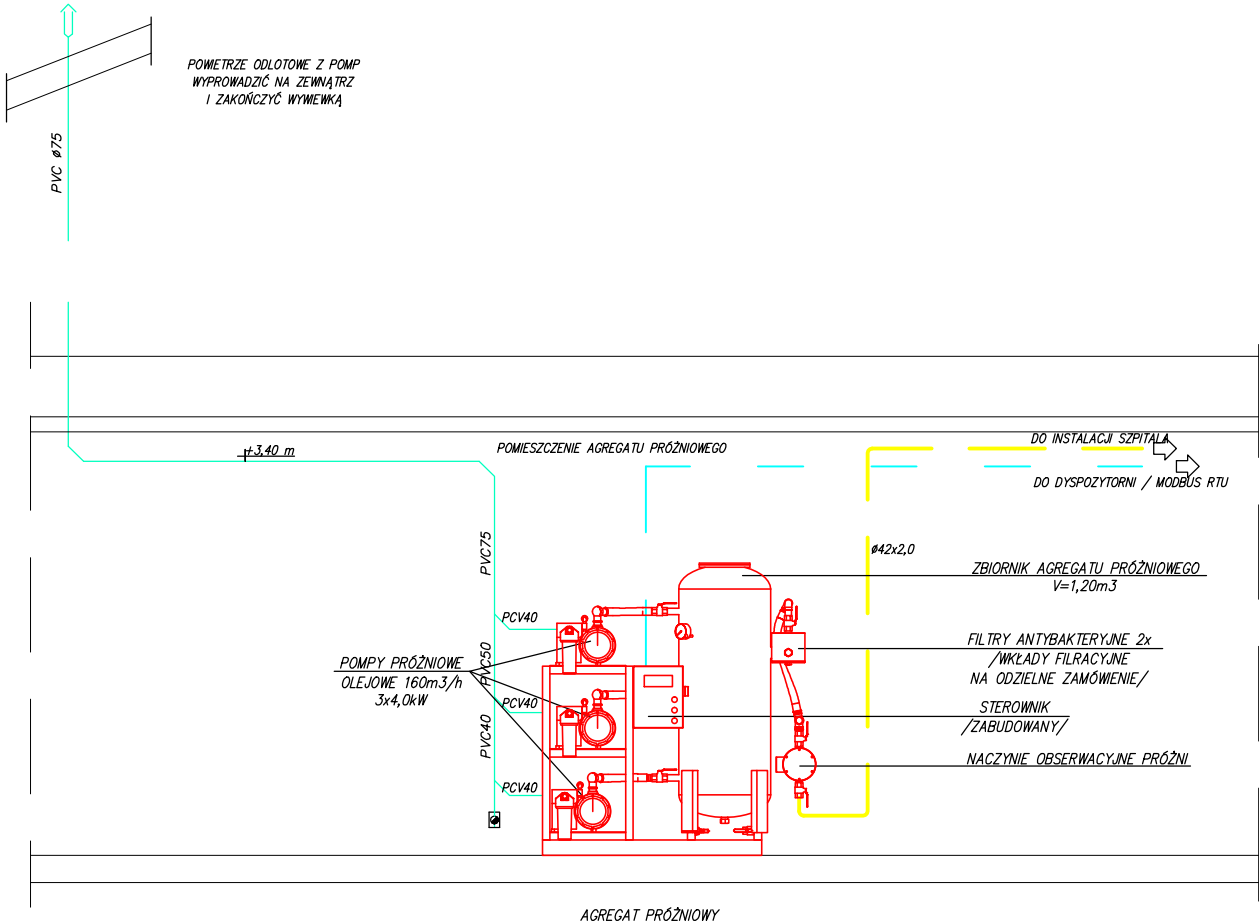 POWIETRZE ODLOTOWE Z POMP
WYPROWADZIĆ NA ZEWNĄTRZ
I ZAKOŃCZYĆ WYWIEWKĄ
PVC ø75
+3,40 m
POMIESZCZENIE AGREGATU PRÓŻNIOWEGO
DO INSTALACJI SZPITALA
DO DYSPOZYTORNI / MODBUS RTU
PVC75
ø42x2,0
ZBIORNIK AGREGATU PRÓŻNIOWEGO
V=1,20m3
PCV40
FILTRY ANTYBAKTERYJNE 2x
/WKŁADY FILRACYJNE
NA ODZIELNE ZAMÓWIENIE/
POMPY PRÓŻNIOWE
OLEJOWE 160m3/h
3x4,0kW
PVC50
PCV40
STEROWNIK
/ZABUDOWANY/
PVC40
NACZYNIE OBSERWACYJNE PRÓŻNI
PCV40
AGREGAT PRÓŻNIOWY